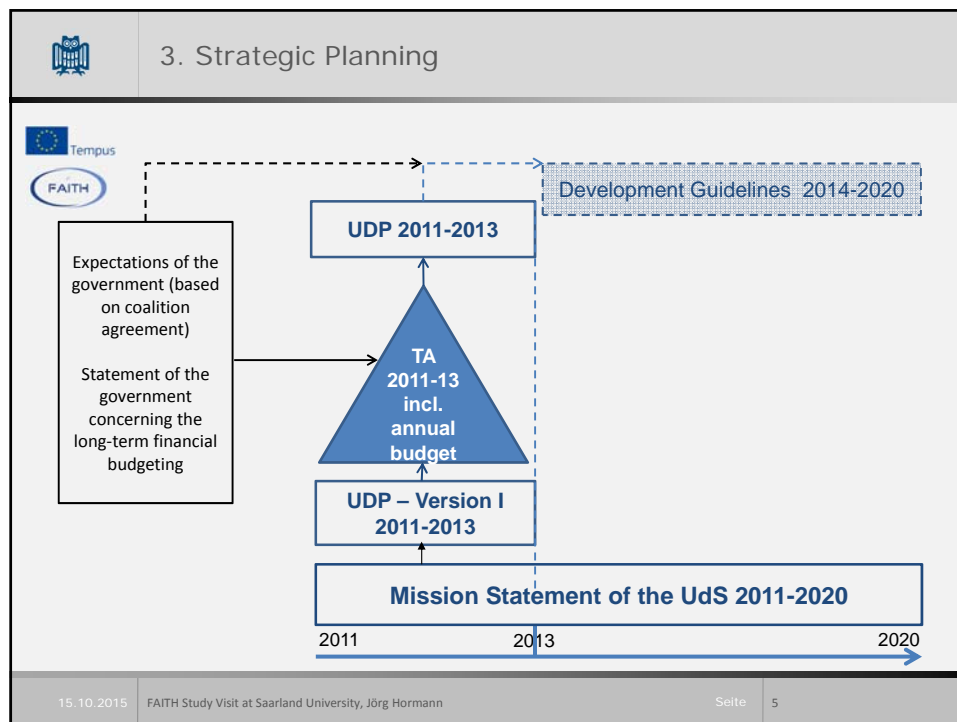 3. Strategic Planning
Tempus
FAITH
Development Guidelines 2014-2020
UDP 2011-2013
Expectations of the
government (based
on coalition
agreement)
Statement of the
government
concerning the
long-term financial
budgeting
TA
2011-13
incl.
annual
budget
UDP – Version I
2011-2013
Mission Statement of the UdS 2011-2020
2011
2013
2020
15.10.2015
FAITH Study Visit at Saarland University, Jörg Hormann
Seite
5